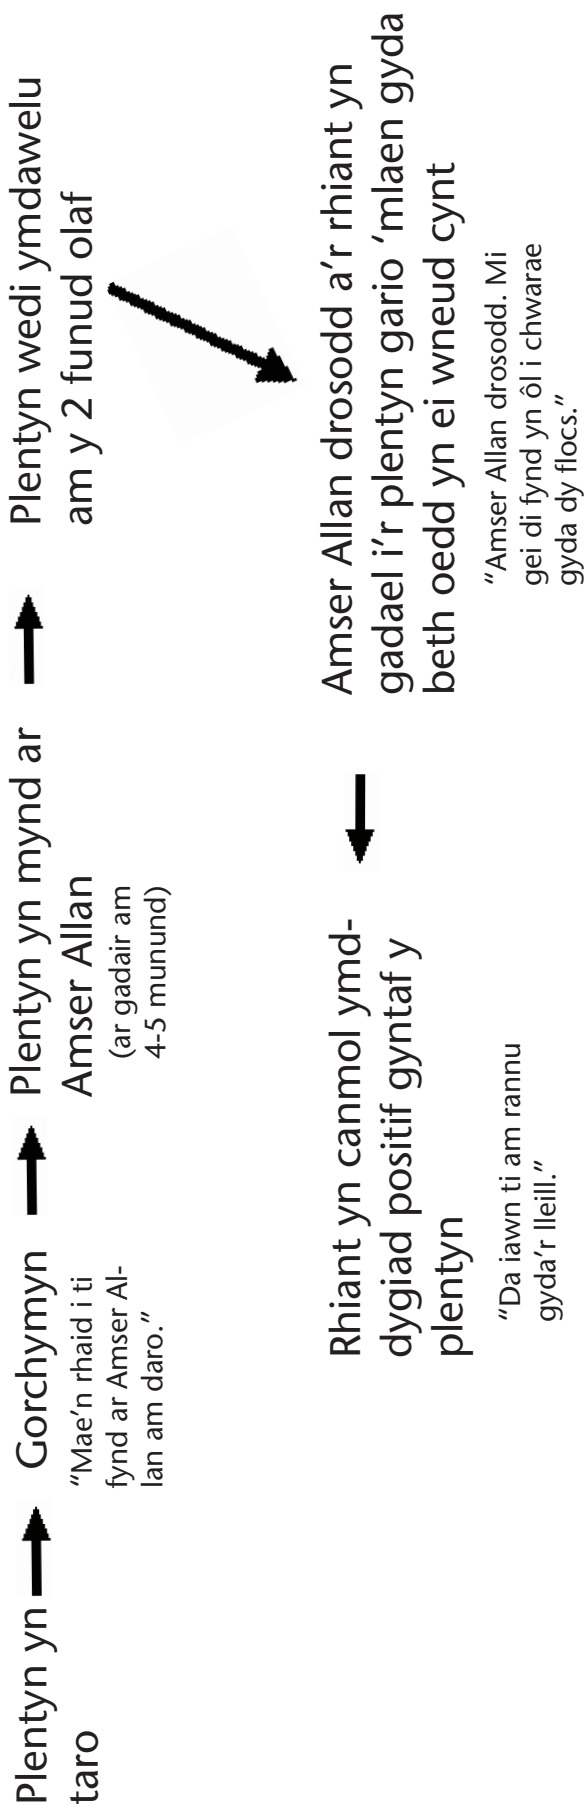 Plentyn yn
taro
Gorchymyn
“Mae’n rhaid i ti
fynd ar Amser Al-
lan am daro.”
Plentyn yn mynd ar
Amser Allan
(ar gadair am
4-5 munund)
Plentyn wedi ymdawelu
am y 2 funud olaf
Amser Allan drosodd a’r rhiant yn
gadael i’r plentyn gario ‘mlaen gyda
beth oedd yn ei wneud cynt
“Amser Allan drosodd. Mi
gei di fynd yn ôl i chwarae
gyda dy flocs.”
Rhiant yn canmol ymd-
dygiad positif gyntaf y
plentyn
“Da iawn ti am rannu
gyda’r lleill.”